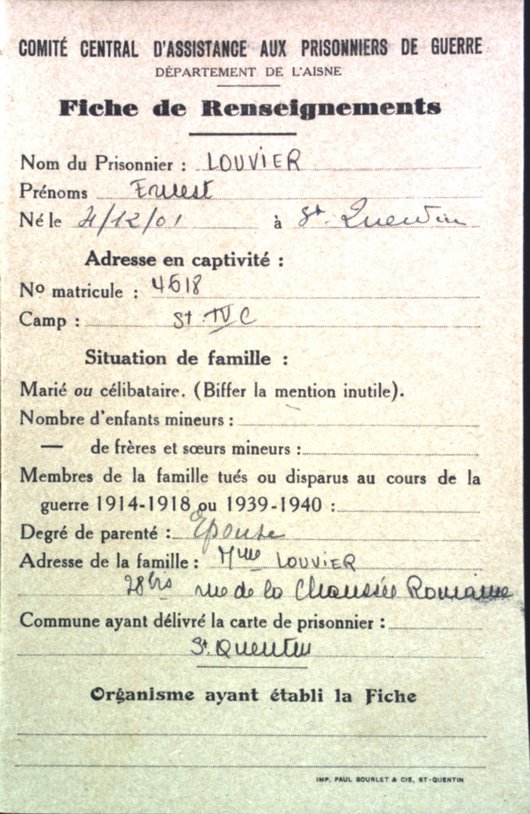 COMITÉ CENTRAL D'ASSISTANCE AUX PRISONNIERS DE GUERRE
DÉPARTEMENT DE L'AISNE
Fiche de Renseignements
Nom du Prisonnier : LOUVIER
Prénoms Ernest
Né le 4/12/01 à St. Quentin
Adresse en captivité :
No matricule : 4618
Camp : St. IV C
Situation de famille :
Marié ou célibataire. (Biffer la mention inutile).
Nombre d'enfants mineurs :
— de frères et sœurs mineurs :
Membres de la famille tués ou disparus au cours de la
guerre 1914-1918 ou 1939-1940 :
Degré de parenté : Epouse
Adresse de la famille : Mme LOUVIER
28 bis rue de la Chaussée Romaine
Commune ayant délivré la carte de prisonnier :
St. Quentin
Organisme ayant établi la Fiche
IMP. PAUL BOURLET & CIE, ST-QUENTIN